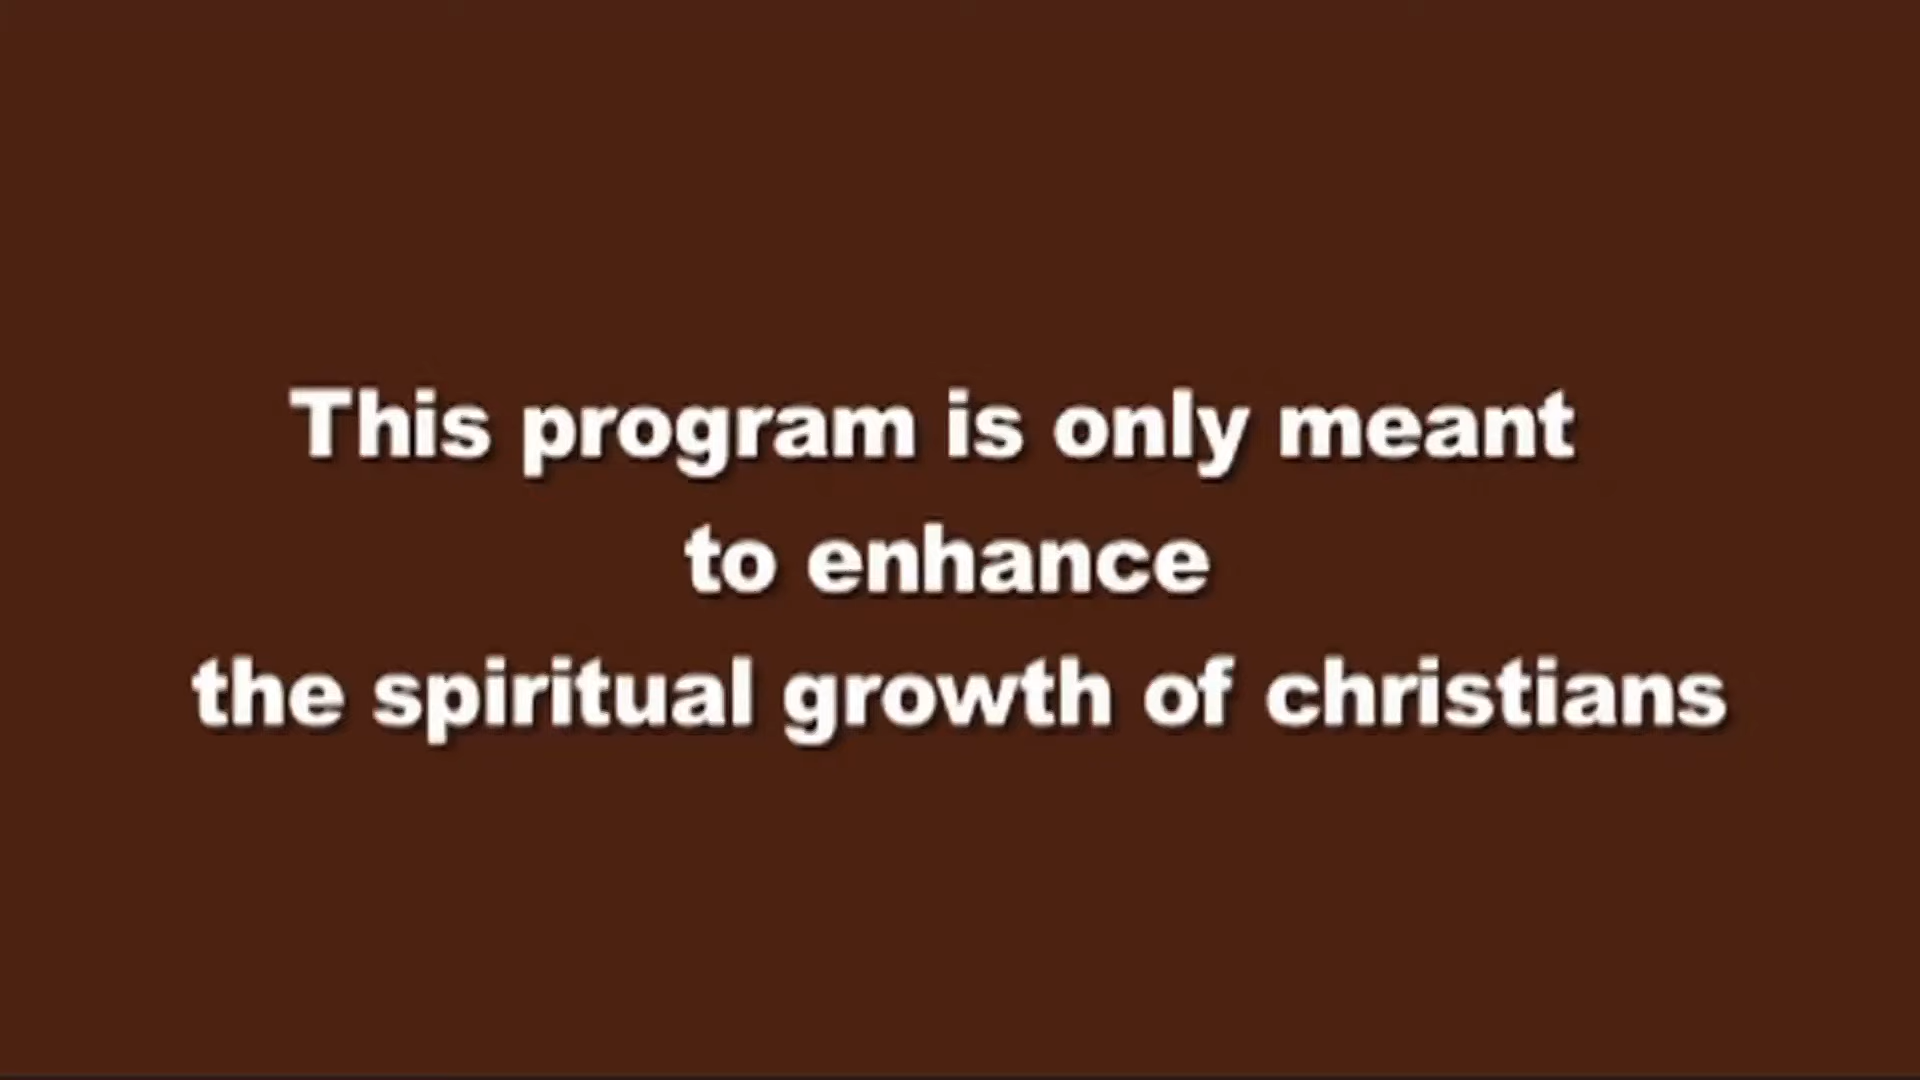 This program is only meant
to enhance
the spiritual growth of christians